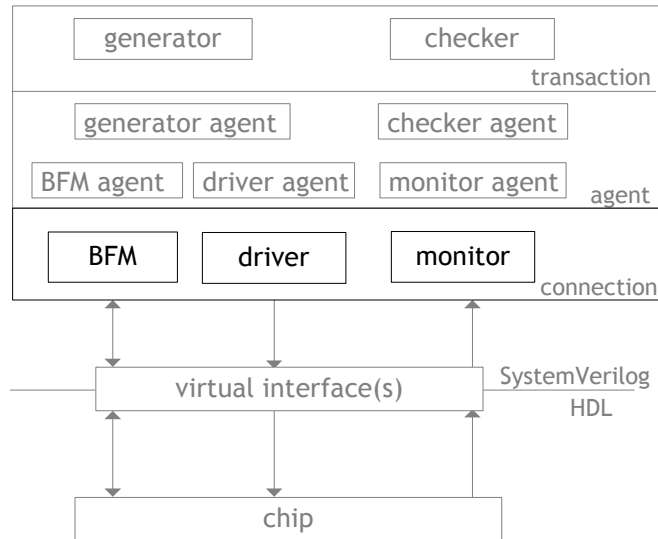 generator checker
transaction
generator agent checker agent
BFM agent driver agent monitor agent
agent
BFM driver monitor
connection
virtual interface(s) SystemVerilog
HDL
chip